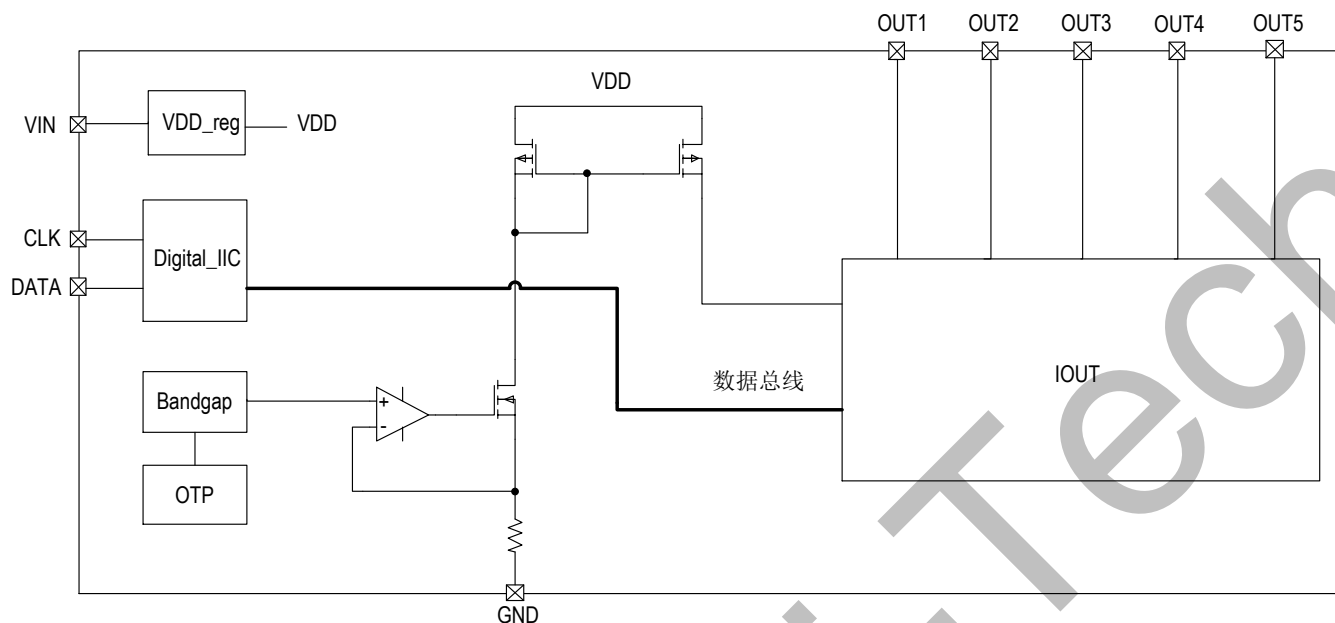 OUT1 OUT2 OUT3 OUT4 OUT5
VDD
VIN VDD_reg VDD
CLK
Digital_IIC
DATA
数据总线
IOUT
Bandgap
+
-
OTP
GND
Tech